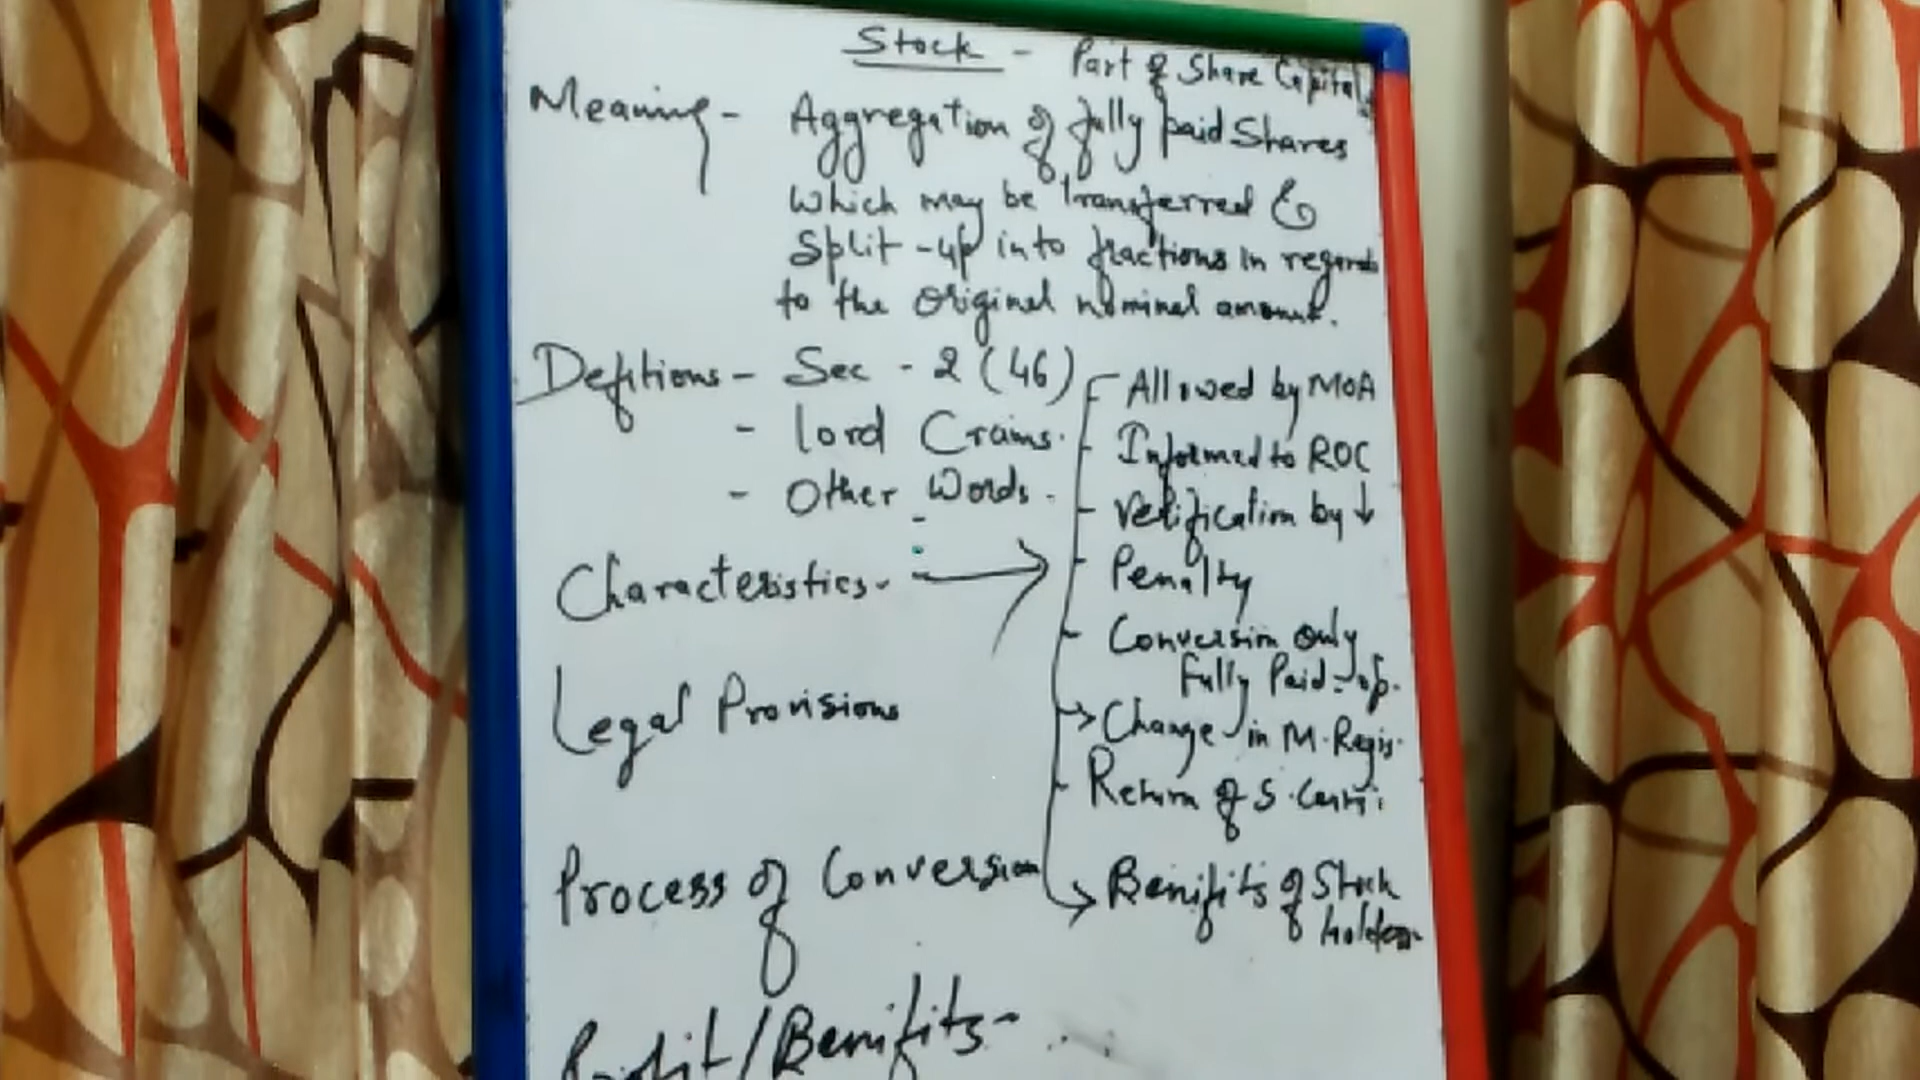 Stock - Part of Share Capital
Meaning - Aggregation of fully paid Shares
which may be transferred &
Split-up into fractions in regards
to the original nominal amount.
Defitions - Sec - 2 (46)
- Lord Crains.
- Other Words.
Characteristics. →
- Allowed by MOA
- Informed to ROC
- Verification by ↓
- Penalty
- Conversion only
Fully Paid-up.
→ Change in M. Regis.
- Return of S. Certi.
→ Benifits of Stock
holders
Legal Provisions
Process of Conversion
Profit/Benifits-